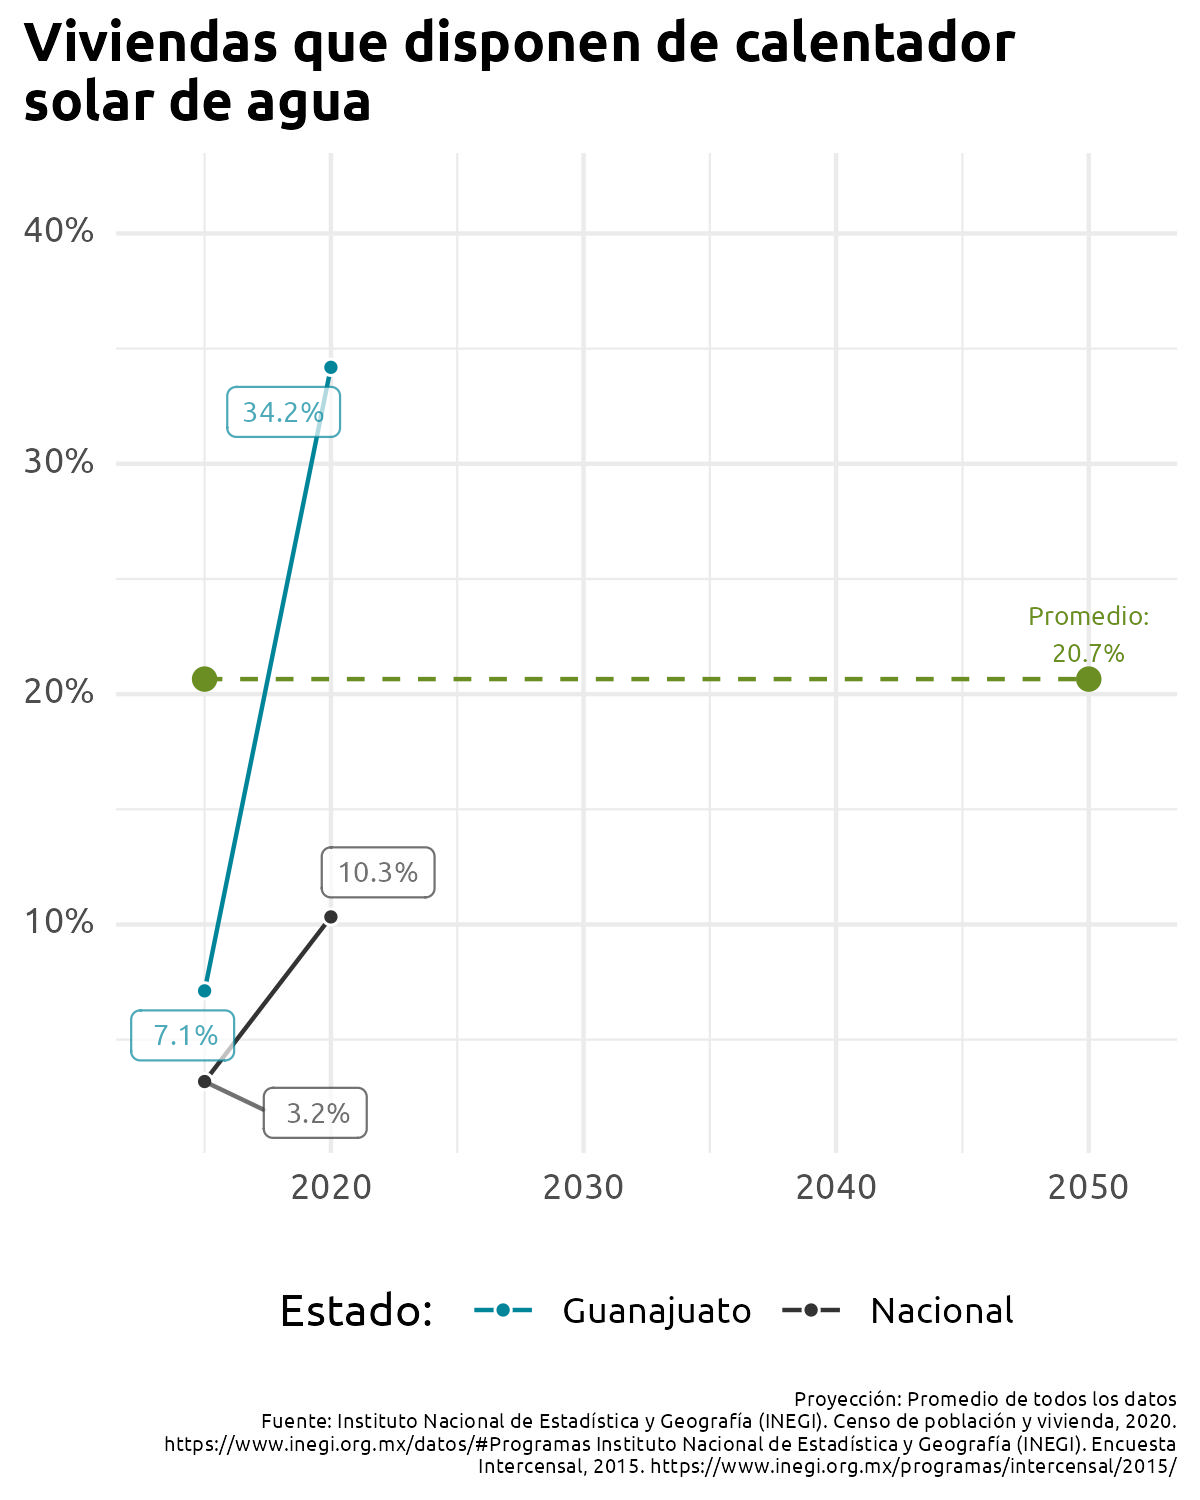 Viviendas que disponen de calentador
solar de agua
40%
34.2%
30%
Promedio:
20.7%
20%
10.3%
10%
7.1%
3.2%
2020 2030 2040 2050
Estado: Guanajuato Nacional
Proyección: Promedio de todos los datos
Fuente: Instituto Nacional de Estadística y Geografía (INEGI). Censo de población y vivienda, 2020.
https://www.inegi.org.mx/datos/#Programas Instituto Nacional de Estadística y Geografía (INEGI). Encuesta
Intercensal, 2015. https://www.inegi.org.mx/programas/intercensal/2015/